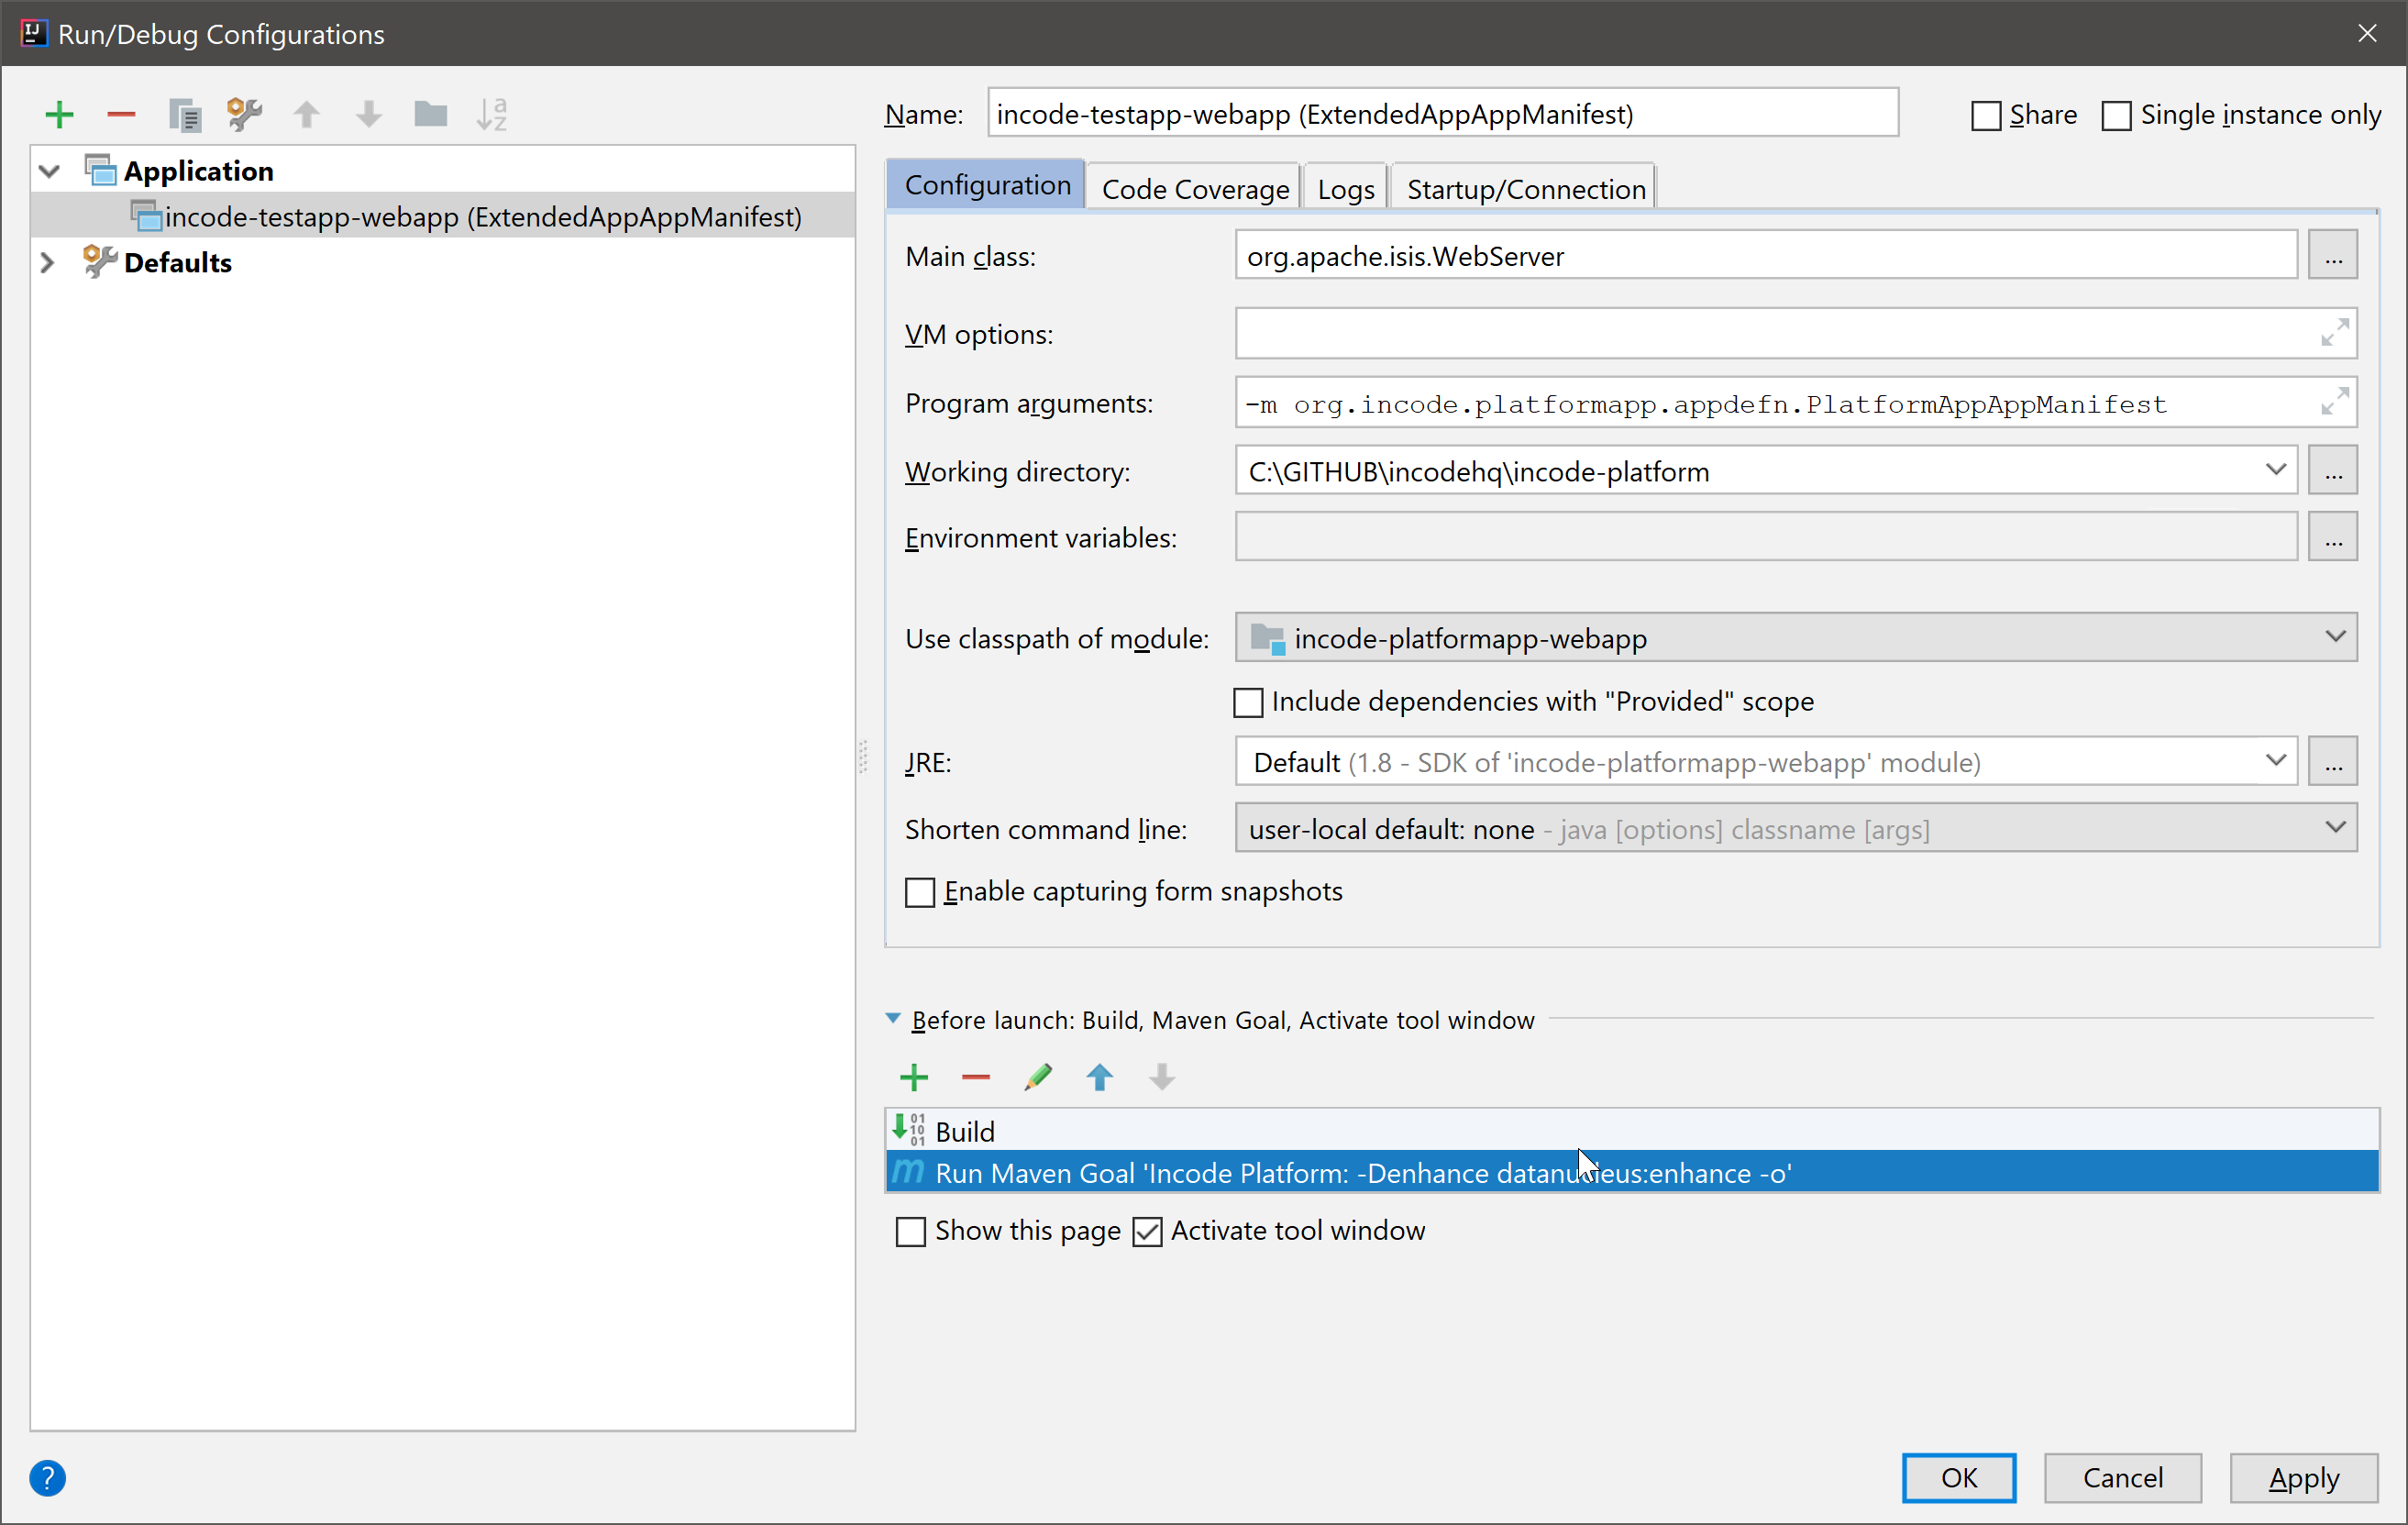 Run/Debug Configurations
Name: incode-testapp-webapp (ExtendedAppAppManifest) Share Single instance only
Application
incode-testapp-webapp (ExtendedAppAppManifest)
Defaults
Configuration Code Coverage Logs Startup/Connection
Main class: org.apache.isis.WebServer ...
VM options:
Program arguments: -m org.incode.platformapp.appdefn.PlatformAppAppManifest
Working directory: C:\GITHUB\incodehq\incode-platform ...
Environment variables: ...
Use classpath of module: incode-platformapp-webapp
Include dependencies with "Provided" scope
JRE: Default (1.8 - SDK of 'incode-platformapp-webapp' module) ...
Shorten command line: user-local default: none - java [options] classname [args]
Enable capturing form snapshots
Before launch: Build, Maven Goal, Activate tool window
Build
Run Maven Goal 'Incode Platform: -Denhance datanucleus:enhance -o'
Show this page Activate tool window
? OK Cancel Apply